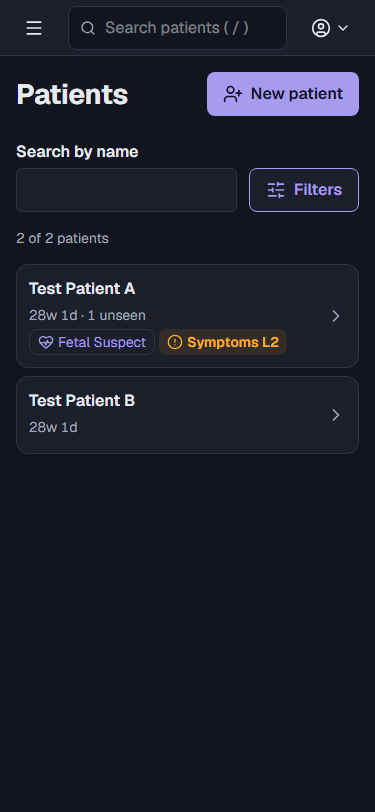 Search patients ( / )
Patients
New patient
Search by name
Filters
2 of 2 patients
Test Patient A
28w 1d · 1 unseen
Fetal Suspect
Symptoms L2
Test Patient B
28w 1d